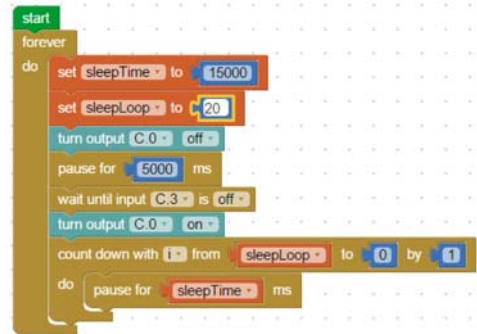 start
forever
do set sleepTime to 15000
set sleepLoop to 20
turn output C.0 off
pause for 5000 ms
wait until input C.3 is off
turn output C.0 on
count down with i from sleepLoop to 0 by 1
do pause for sleepTime ms